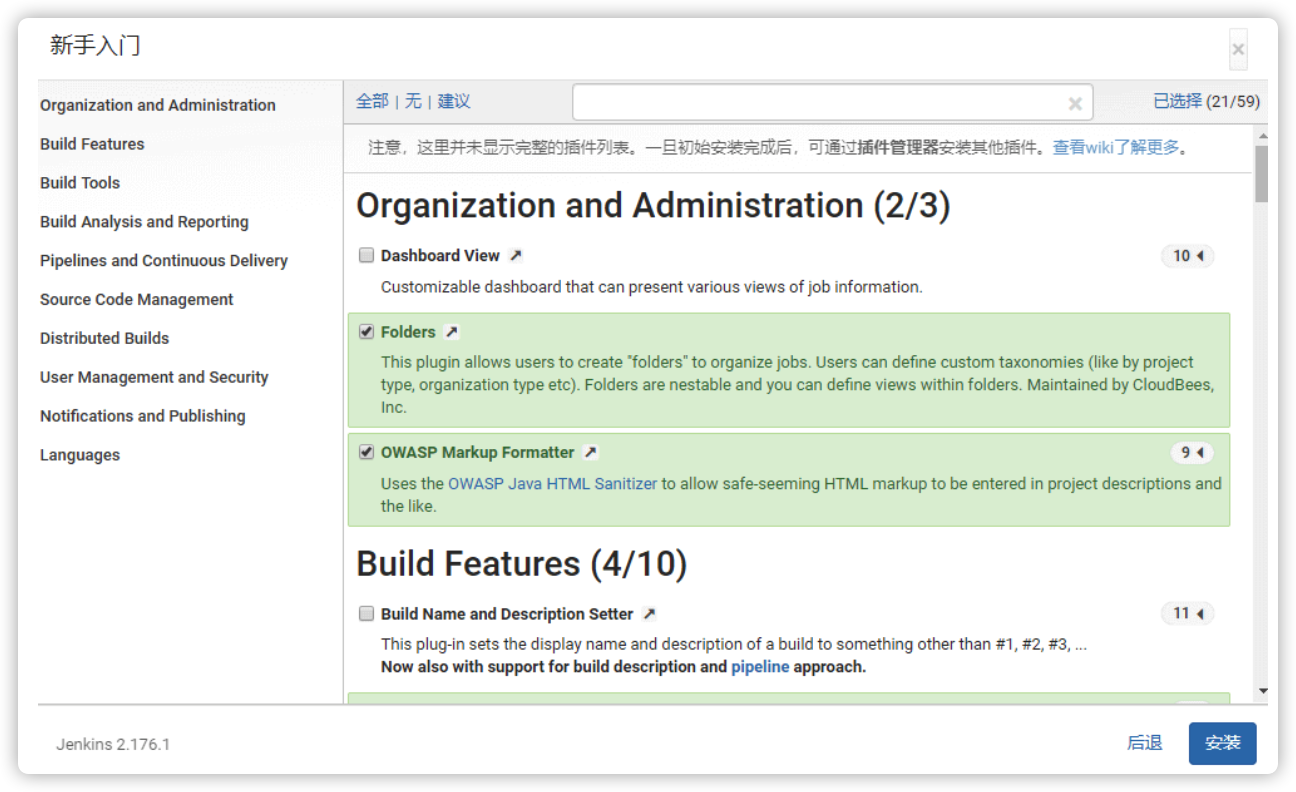 新手入门
×
Organization and Administration
Build Features
Build Tools
Build Analysis and Reporting
Pipelines and Continuous Delivery
Source Code Management
Distributed Builds
User Management and Security
Notifications and Publishing
Languages
全部 | 无 | 建议
×
已选择 (21/59)
注意，这里并未显示完整的插件列表。一旦初始安装完成后，可通过插件管理器安装其他插件。查看wiki了解更多。
Organization and Administration (2/3)
Dashboard View
10
Customizable dashboard that can present various views of job information.
Folders
This plugin allows users to create "folders" to organize jobs. Users can define custom taxonomies (like by project
type, organization type etc). Folders are nestable and you can define views within folders. Maintained by CloudBees,
Inc.
OWASP Markup Formatter
9
Uses the OWASP Java HTML Sanitizer to allow safe-seeming HTML markup to be entered in project descriptions and
the like.
Build Features (4/10)
Build Name and Description Setter
11
This plug-in sets the display name and description of a build to something other than #1, #2, #3, ...
Now also with support for build description and pipeline approach.
Jenkins 2.176.1
后退
安装